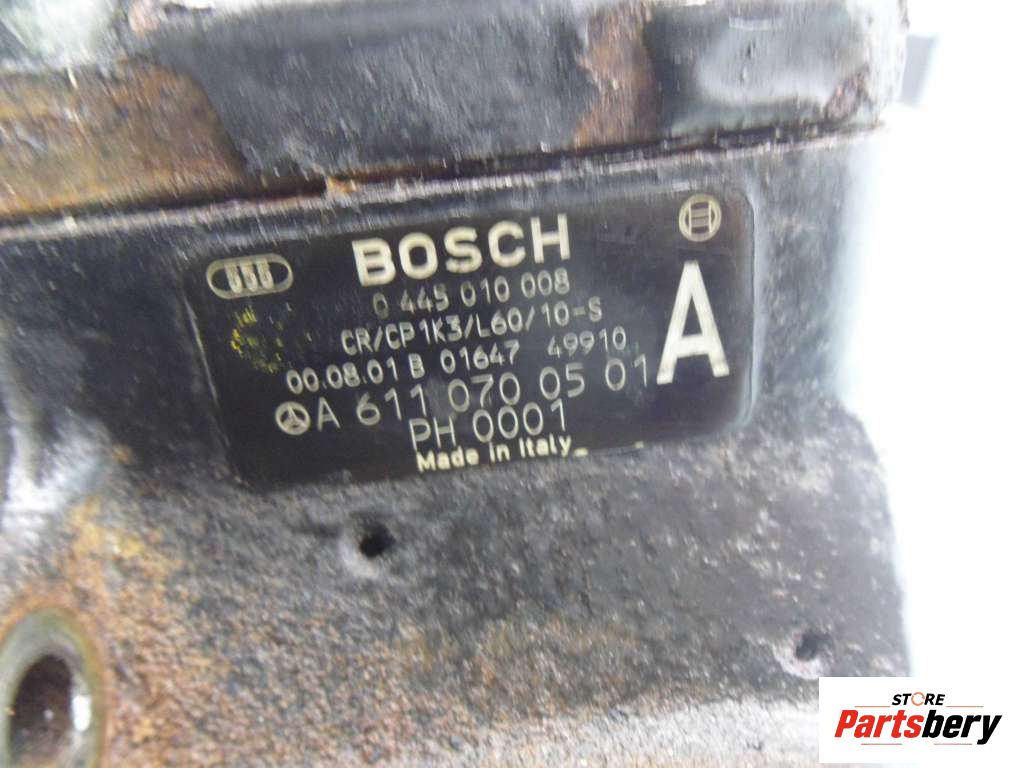 BOSCH
0 445 010 008
CR/CP1K3/L60/10-S
00.08.01 B 01647 49910
A 611 070 05 01
PH 0001
Made in Italy
A
STORE
Partsbery